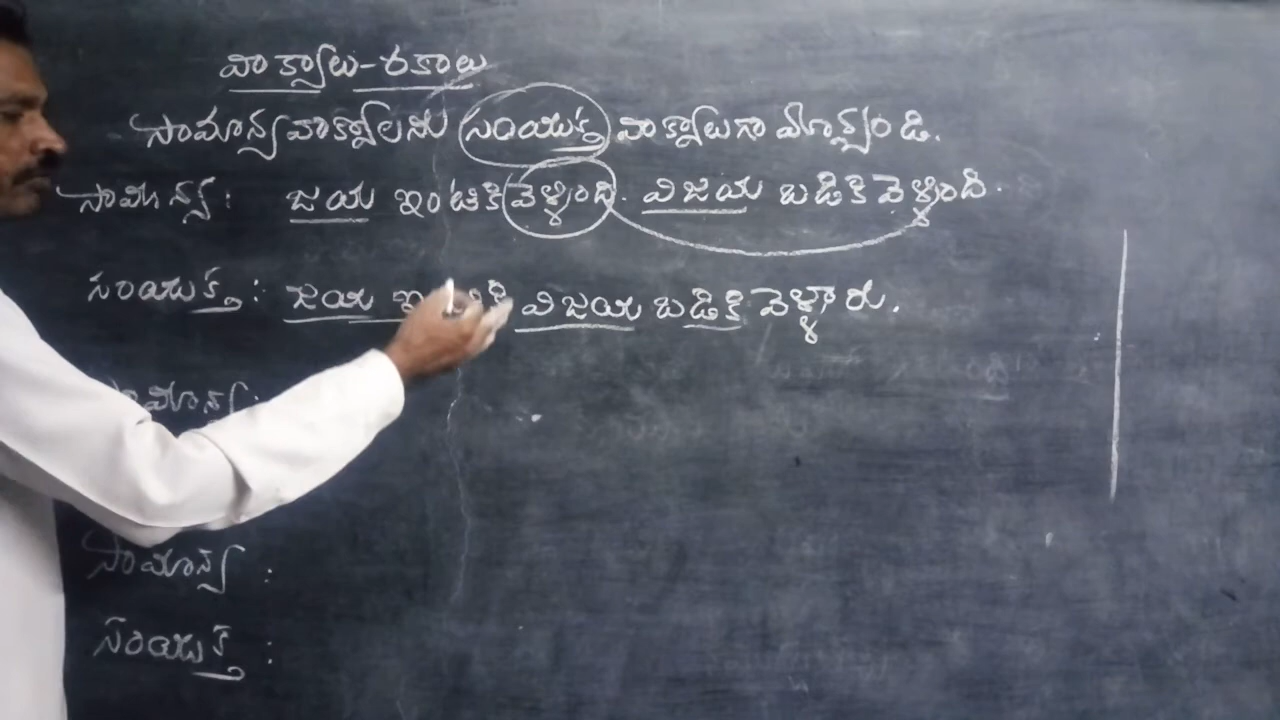 వాక్యాలు-రకాలు
సామాన్య వాక్యాలను సంయుక్త వాక్యాలుగా మార్చండి.
సామాన్య: జయ ఇంటికి వెళ్ళింది. విజయ బడికి వెళ్ళింది.
సంయుక్త: జయ విజయ బడికి వెళ్ళారు.
సామాన్య:
సామాన్య :
సంయుక్త :